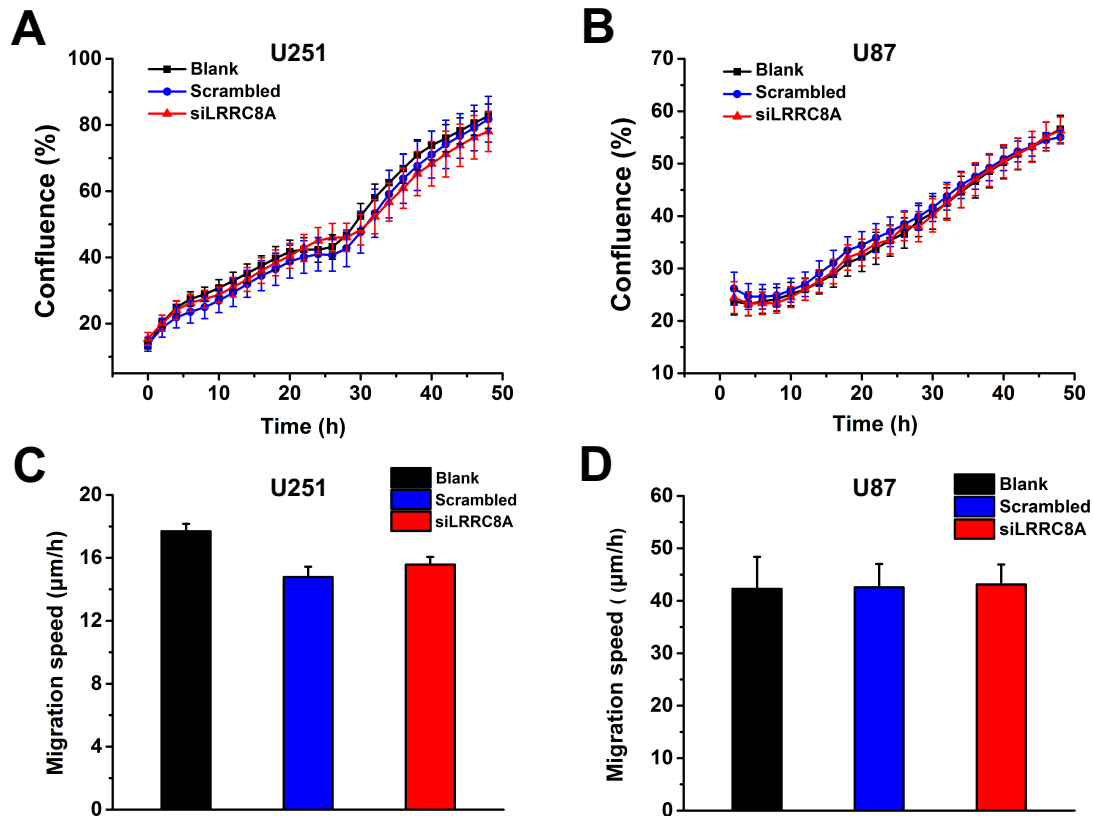 A
U251
Blank
Scrambled
siLRRC8A
100
80
60
40
20
Confluence (%)
0 10 20 30 40 50
Time (h)
B
U87
Blank
Scrambled
siLRRC8A
70
60
50
40
30
20
10
Confluence (%)
0 10 20 30 40 50
Time (h)
C
U251
Blank
Scrambled
siLRRC8A
20
16
12
8
4
0
Migration speed (μm/h)
D
U87
Blank
Scrambled
siLRRC8A
60
50
40
30
20
10
0
Migration speed ( (μm/h)